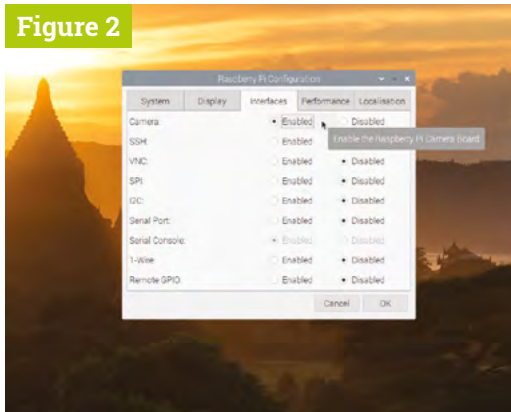 Figure 2
Raspberry Pi Configuration
System Display Interfaces Performance Localisation
Camera: Enabled Disabled
Enable the Raspberry Pi Camera Board
SSH: Enabled
VNC: Enabled Disabled
SPI: Enabled Disabled
I2C: Enabled Disabled
Serial Port: Enabled Disabled
Serial Console: Enabled Disabled
1-Wire: Enabled Disabled
Remote GPIO: Enabled Disabled
Cancel OK